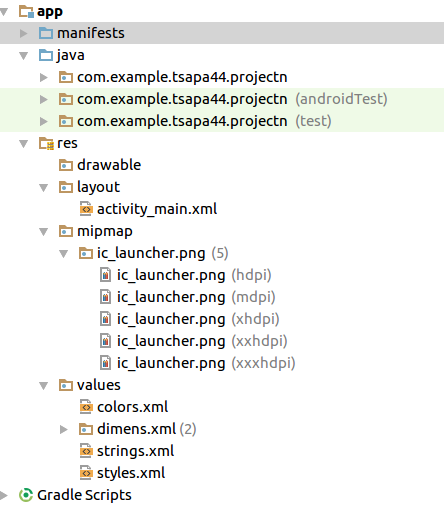 app
manifests
java
com.example.tsapa44.projectn
com.example.tsapa44.projectn (androidTest)
com.example.tsapa44.projectn (test)
res
drawable
layout
activity_main.xml
mipmap
ic_launcher.png (5)
ic_launcher.png (hdpi)
ic_launcher.png (mdpi)
ic_launcher.png (xhdpi)
ic_launcher.png (xxhdpi)
ic_launcher.png (xxxhdpi)
values
colors.xml
dimens.xml (2)
strings.xml
styles.xml
Gradle Scripts